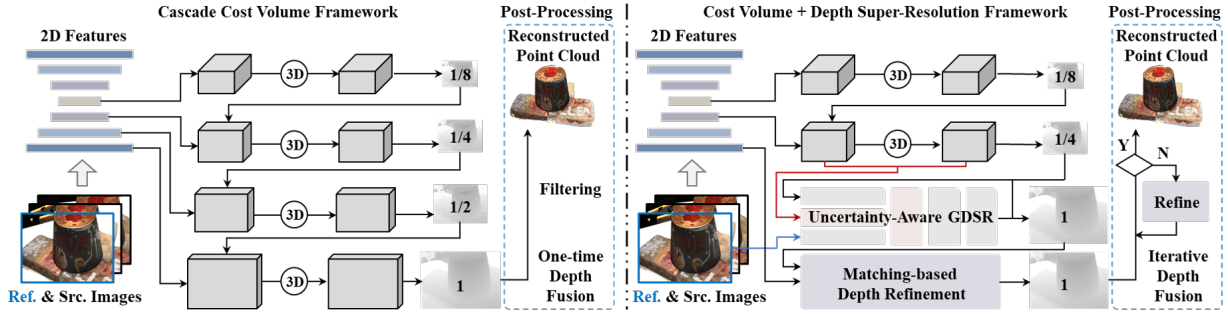 Cascade Cost Volume Framework
Post-Processing
2D Features
3D
1/8
Reconstructed
Point Cloud
3D
1/4
3D
1/2
Filtering
3D
1
One-time
Depth
Fusion
Ref. & Src. Images
Cost Volume + Depth Super-Resolution Framework
Post-Processing
2D Features
3D
1/8
Reconstructed
Point Cloud
3D
1/4
Y
N
Uncertainty-Aware GDSR
1
Refine
Matching-based
Depth Refinement
1
Iterative
Depth
Fusion
Ref. & Src. Images